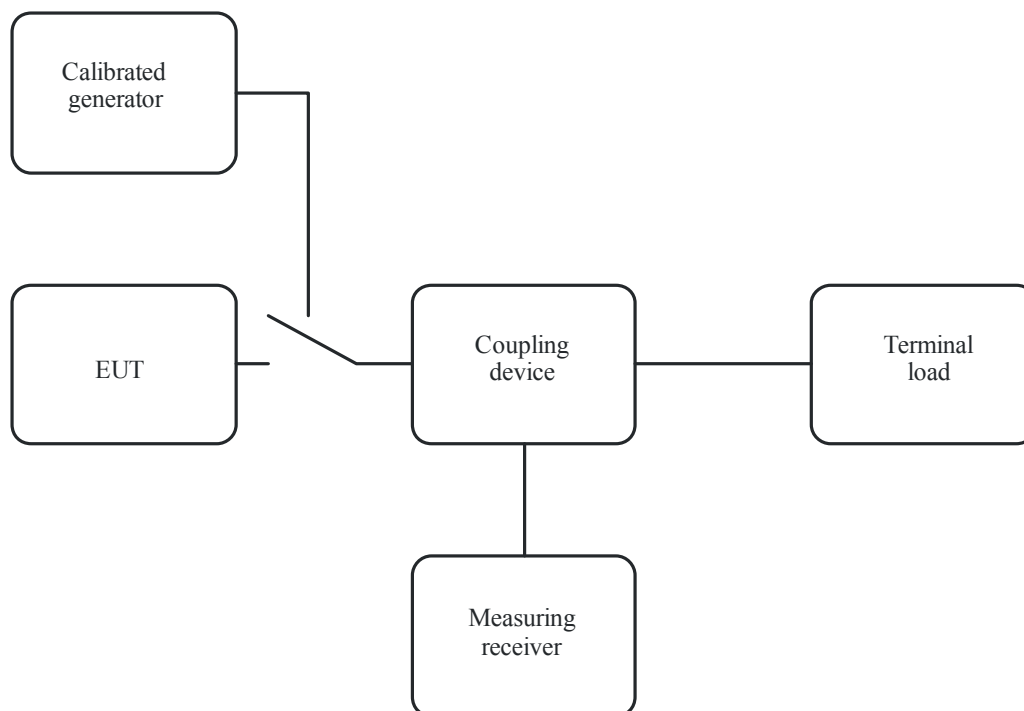 Calibrated
generator
EUT
Coupling
device
Terminal
load
Measuring
receiver